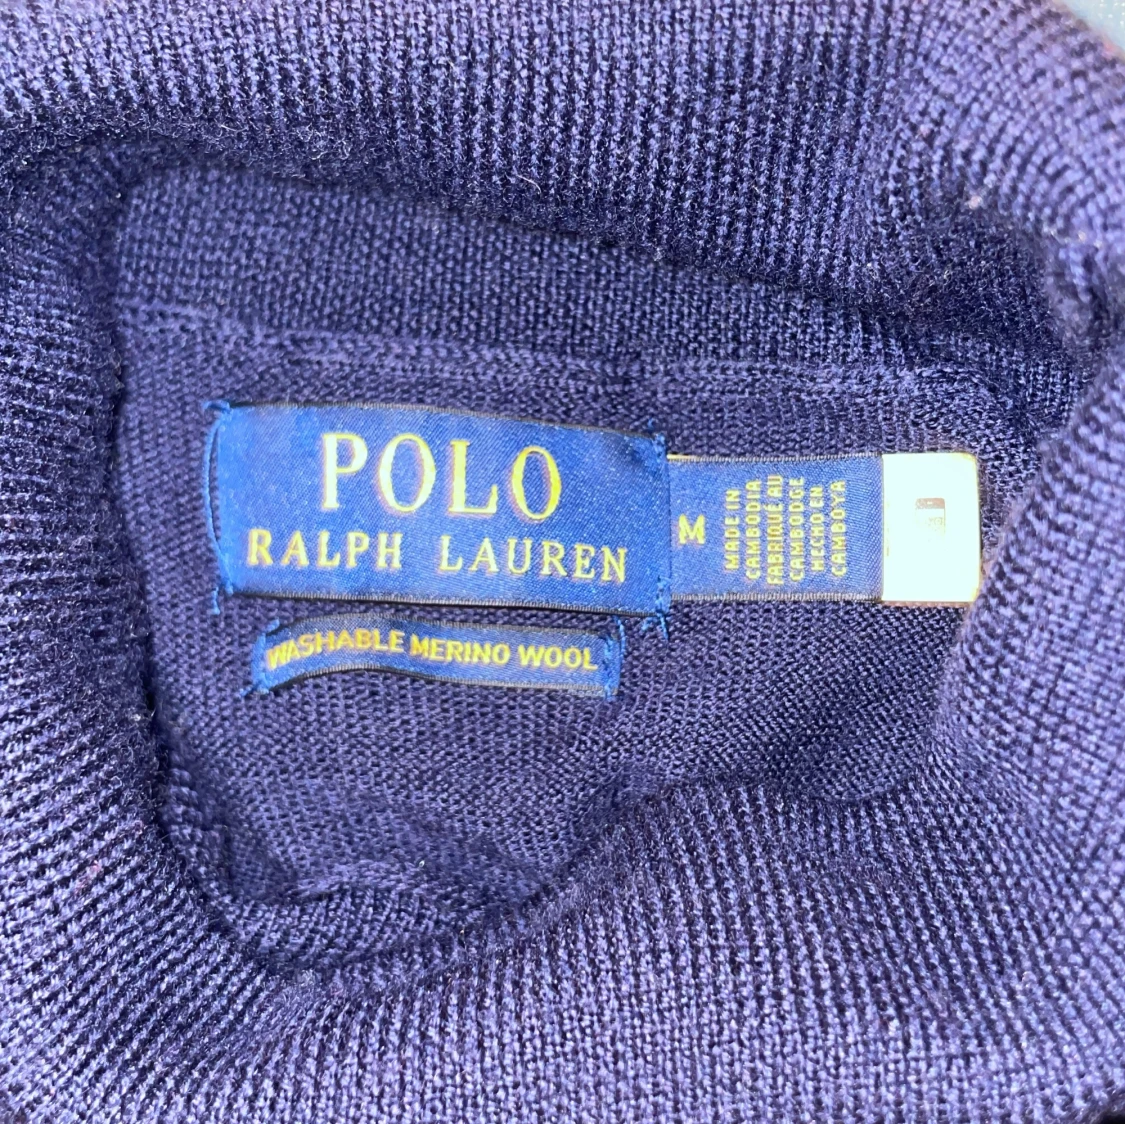 POLO
RALPH LAUREN
M
MADE IN
CAMBODIA
FABRIQUÉ AU
CAMBODGE
HECHO EN
CAMBOYA
WASHABLE MERINO WOOL